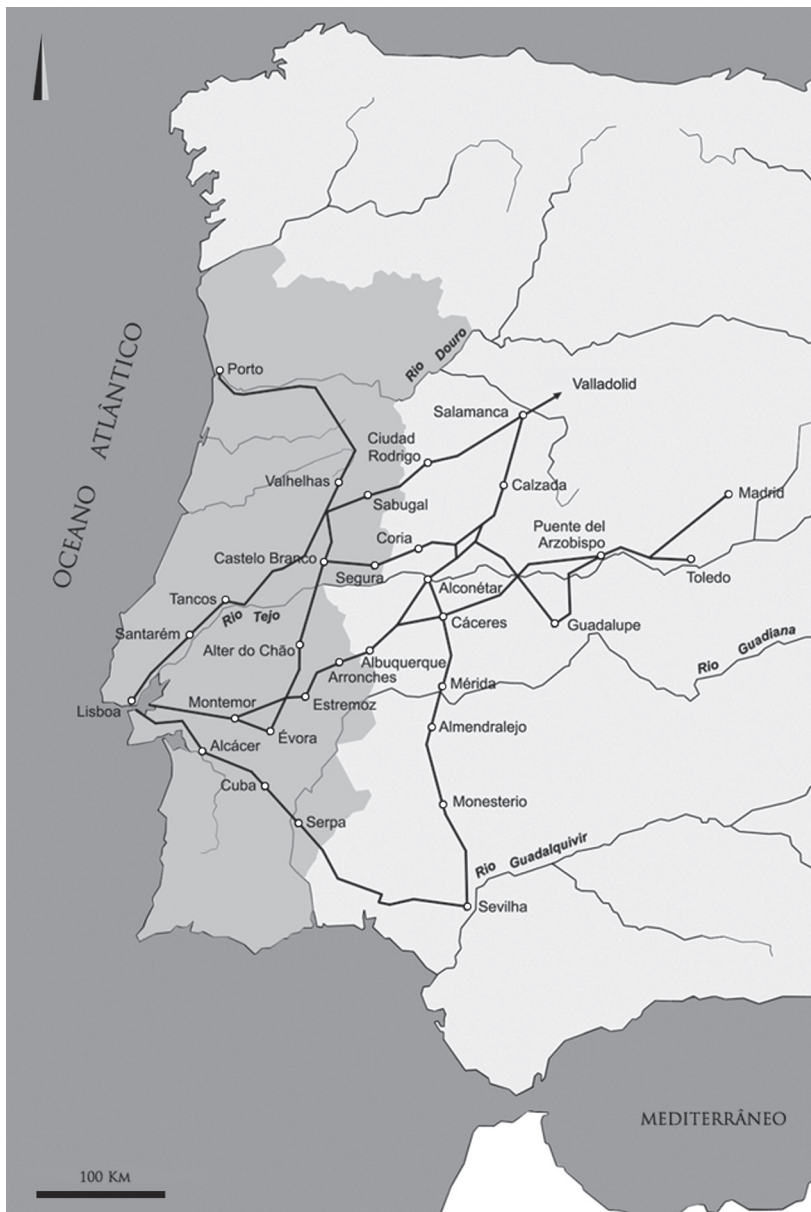 Rio Douro
Porto
OCEANO ATLÂNTICO
Valladolid
Salamanca
Ciudad
Rodrigo
Valhelhas
Sabugal
Calzada
Madrid
Puente del
Arzobispo
Coria
Castelo Branco
Segura
Toledo
Alconétar
Tancos
Rio Tejo
Cáceres
Guadalupe
Santarém
Alter do Chão
Albuquerque
Arronches
Rio Guadiana
Mérida
Lisboa
Montemor
Estremoz
Évora
Almendralejo
Alcácer
Cuba
Monesterio
Serpa
Rio Guadalquivir
Sevilha
MEDITERRÂNEO
100 Km